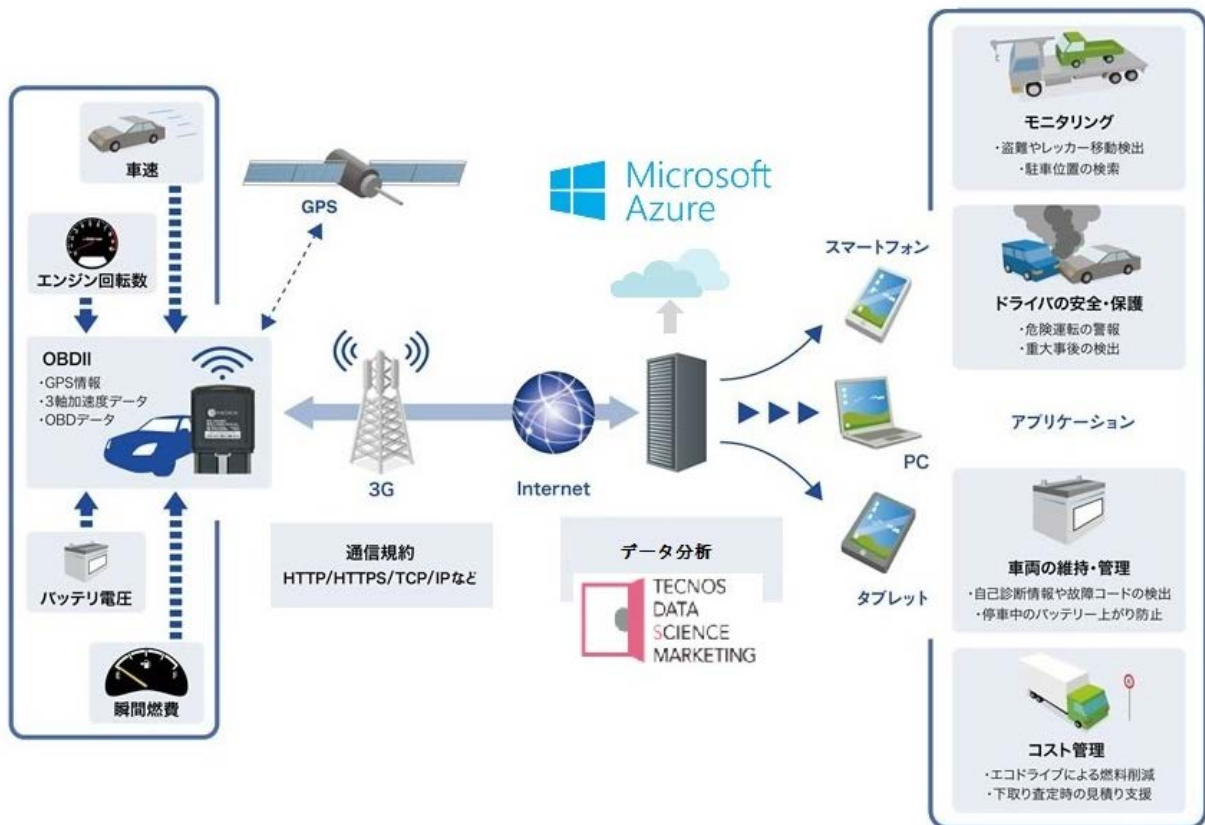 車速
エンジン回転数
OBDII
・GPS情報
・3軸加速度データ
・OBDデータ
バッテリ電圧
瞬間燃費
GPS
3G
通信規約
HTTP/HTTPS/TCP/IPなど
Internet
Microsoft
Azure
データ分析
TECNOS
DATA
SCIENCE
MARKETING
スマートフォン
PC
タブレット
モニタリング
・盗難やレッカー移動検出
・駐車位置の検索
ドライバの安全・保護
・危険運転の警報
・重大事後の検出
アプリケーション
車両の維持・管理
・自己診断情報や故障コードの検出
・停車中のバッテリー上がり防止
コスト管理
・エコドライブによる燃料削減
・下取り査定時の見積り支援